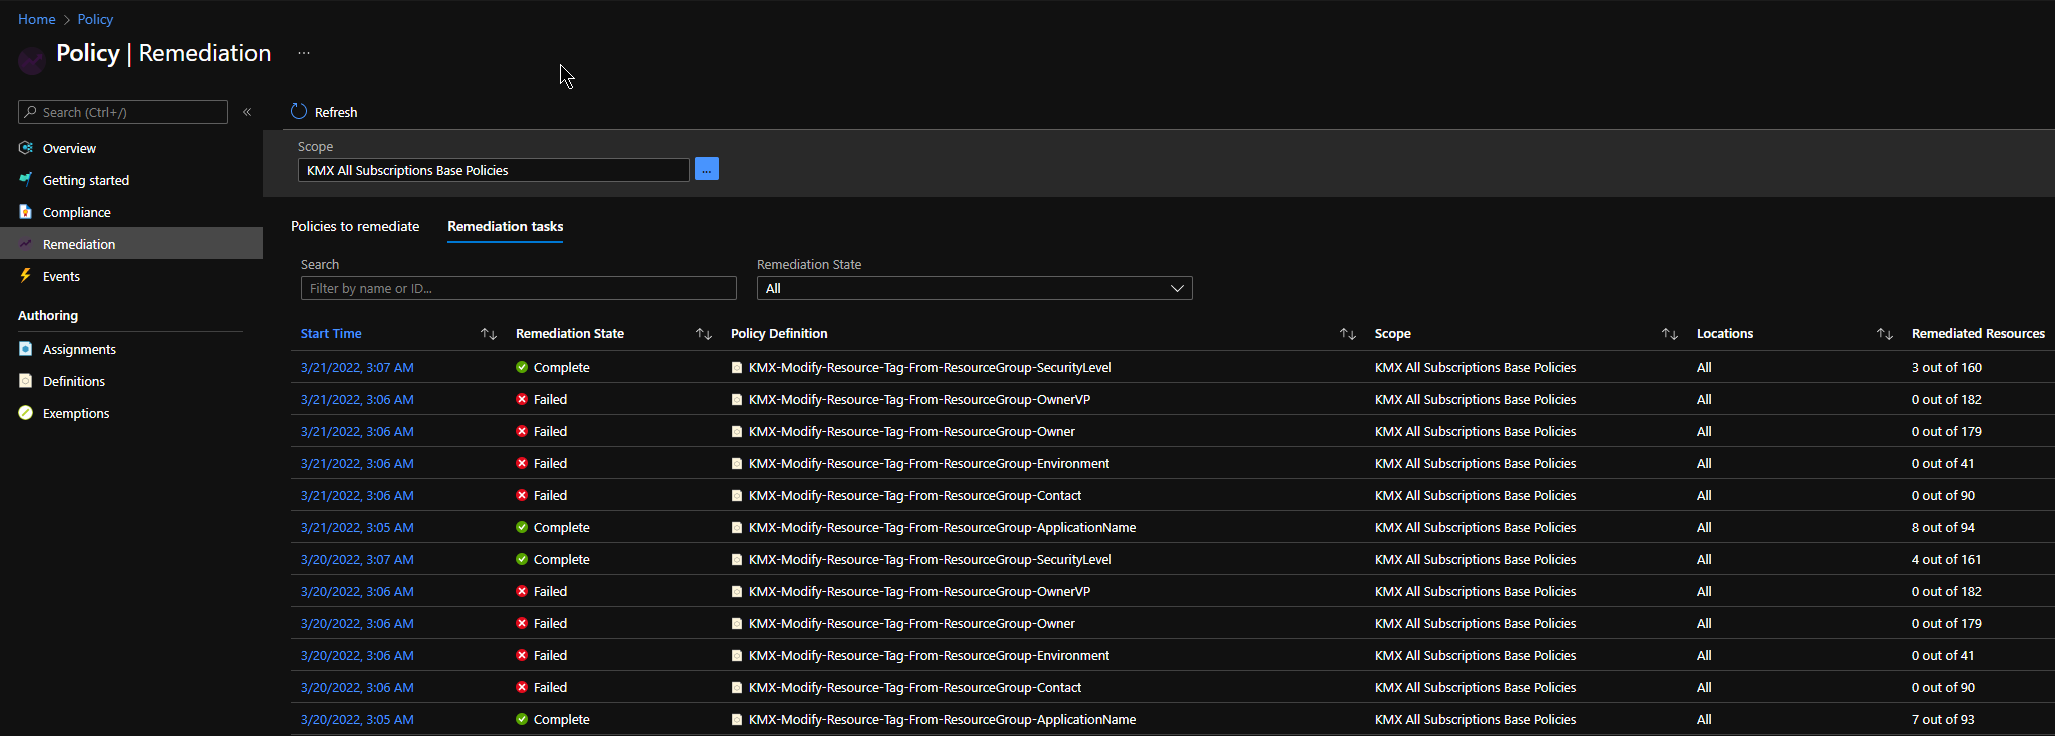 Home > Policy
Policy | Remediation ...
Search (Ctrl+/) «
Overview
Getting started
Compliance
Remediation
Events
Authoring
Assignments
Definitions
Exemptions
Refresh
Scope
KMX All Subscriptions Base Policies ...
Policies to remediate Remediation tasks
Search Remediation State
Filter by name or ID... All
Start Time ↑↓ Remediation State ↑↓ Policy Definition ↑↓ Scope ↑↓ Locations ↑↓ Remediated Resources
3/21/2022, 3:07 AM Complete KMX-Modify-Resource-Tag-From-ResourceGroup-SecurityLevel KMX All Subscriptions Base Policies All 3 out of 160
3/21/2022, 3:06 AM Failed KMX-Modify-Resource-Tag-From-ResourceGroup-OwnerVP KMX All Subscriptions Base Policies All 0 out of 182
3/21/2022, 3:06 AM Failed KMX-Modify-Resource-Tag-From-ResourceGroup-Owner KMX All Subscriptions Base Policies All 0 out of 179
3/21/2022, 3:06 AM Failed KMX-Modify-Resource-Tag-From-ResourceGroup-Environment KMX All Subscriptions Base Policies All 0 out of 41
3/21/2022, 3:06 AM Failed KMX-Modify-Resource-Tag-From-ResourceGroup-Contact KMX All Subscriptions Base Policies All 0 out of 90
3/21/2022, 3:05 AM Complete KMX-Modify-Resource-Tag-From-ResourceGroup-ApplicationName KMX All Subscriptions Base Policies All 8 out of 94
3/20/2022, 3:07 AM Complete KMX-Modify-Resource-Tag-From-ResourceGroup-SecurityLevel KMX All Subscriptions Base Policies All 4 out of 161
3/20/2022, 3:06 AM Failed KMX-Modify-Resource-Tag-From-ResourceGroup-OwnerVP KMX All Subscriptions Base Policies All 0 out of 182
3/20/2022, 3:06 AM Failed KMX-Modify-Resource-Tag-From-ResourceGroup-Owner KMX All Subscriptions Base Policies All 0 out of 179
3/20/2022, 3:06 AM Failed KMX-Modify-Resource-Tag-From-ResourceGroup-Environment KMX All Subscriptions Base Policies All 0 out of 41
3/20/2022, 3:06 AM Failed KMX-Modify-Resource-Tag-From-ResourceGroup-Contact KMX All Subscriptions Base Policies All 0 out of 90
3/20/2022, 3:05 AM Complete KMX-Modify-Resource-Tag-From-ResourceGroup-ApplicationName KMX All Subscriptions Base Policies All 7 out of 93